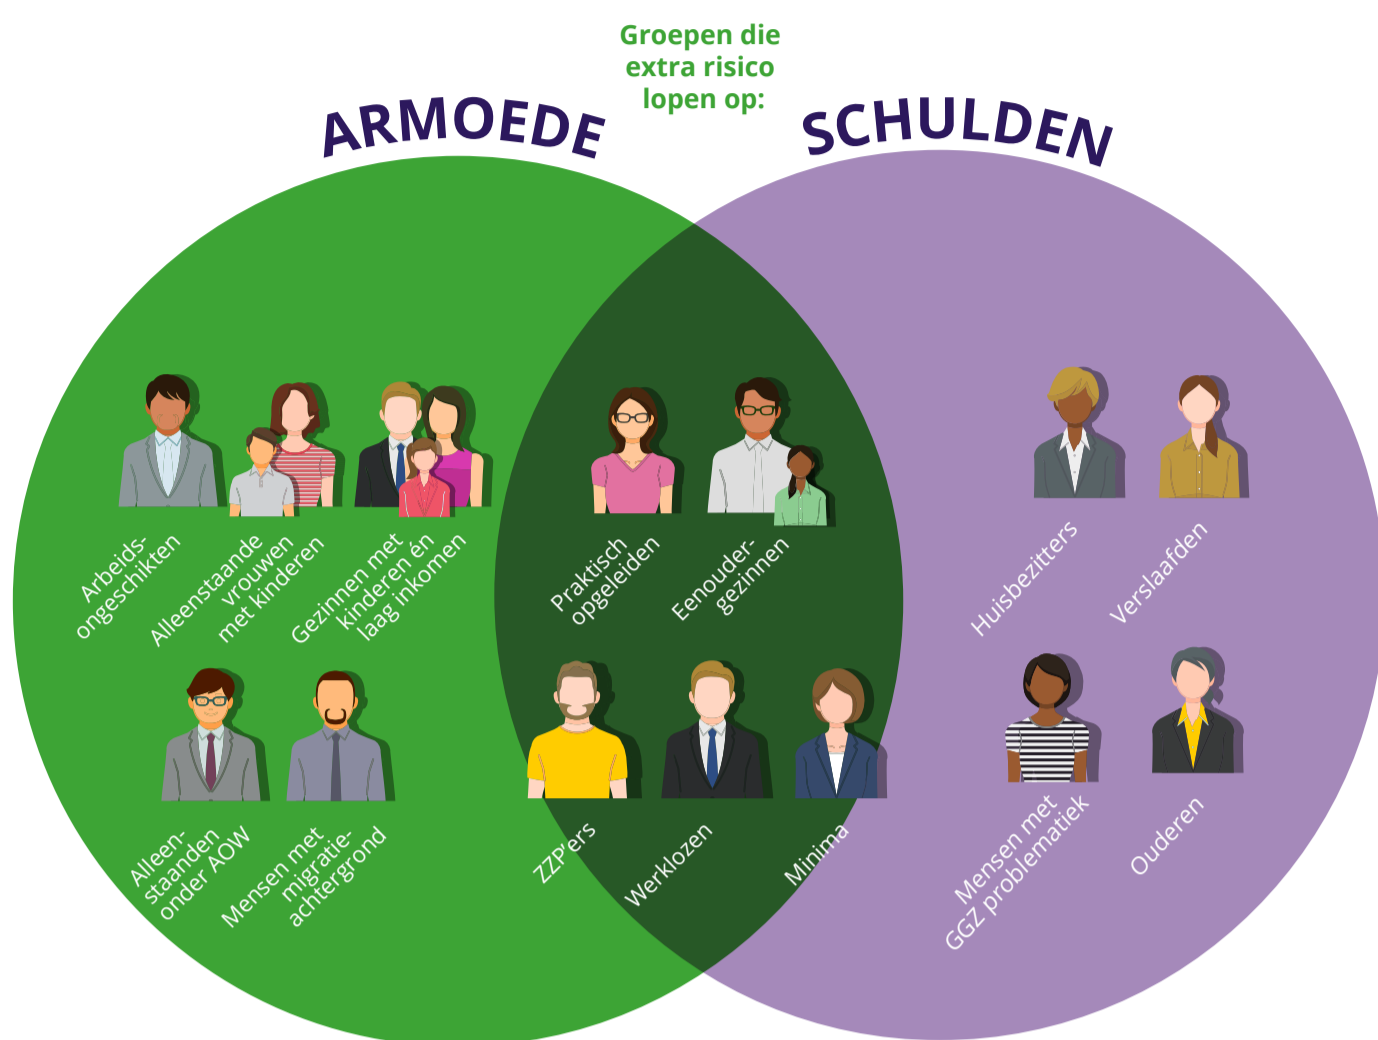 Groepen die
extra risico
lopen op:
ARMOEDE
SCHULDEN
Arbeids-
ongeschikten
Alleenstaande
vrouwen
met kinderen
Gezinnen met
kinderen én
laag inkomen
Praktisch
opgeleiden
Eenouder-
gezinnen
Huisbezitters
Verslaafden
Alleen-
staanden
onder AOW
Mensen met
migratie-
achtergrond
ZZP'ers
Werklozen
Minima
Mensen met
GGZ problematiek
Ouderen